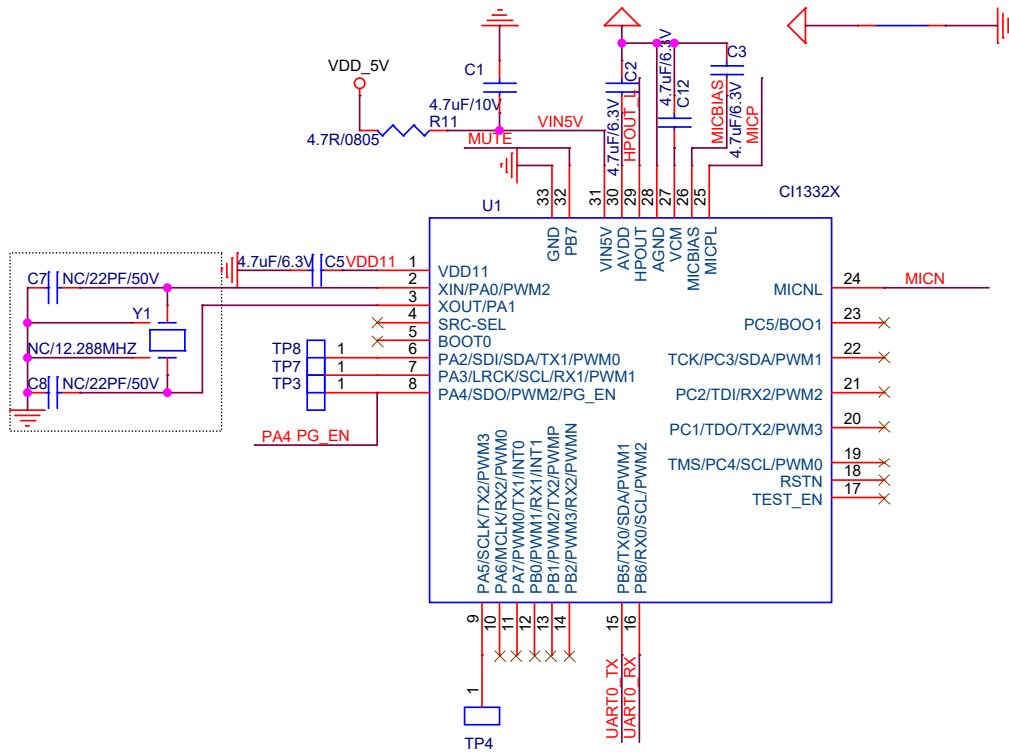 VDD_5V
C1
4.7uF/10V
R11
4.7R/0805
VIN5V
MUTE
C2
4.7uF/6.3V
HPOUT_L
4.7uF/6.3V
C12
C3
4.7uF/6.3V
MICBIAS
MICP
CI1332X
U1
33
32
31
30
29
28
27
26
25
GND
PB7
VIN5V
AVDD
HPOUT
AGND
VCM
MICBIAS
MICPL
4.7uF/6.3V
C5
VDD11
1
VDD11
2
XIN/PA0/PWM2
3
XOUT/PA1
4
SRC-SEL
5
BOOT0
6
PA2/SDI/SDA/TX1/PWM0
7
PA3/LRCK/SCL/RX1/PWM1
8
PA4/SDO/PWM2/PG_EN
C7
NC/22PF/50V
Y1
NC/12.288MHZ
C8
NC/22PF/50V
TP8
1
TP7
1
TP3
1
PA4 PG_EN
MICNL
24
MICN
PC5/BOO1
23
TCK/PC3/SDA/PWM1
22
PC2/TDI/RX2/PWM2
21
PC1/TDO/TX2/PWM3
20
TMS/PC4/SCL/PWM0
19
RSTN
18
TEST_EN
17
PA5/SCLK/TX2/PWM3
PA6/MCLK/RX2/PWM0
PA7/PWM0/TX1/INT0
PB0/PWM1/RX1/INT1
PB1/PWM2/TX2/PWMP
PB2/PWM3/RX2/PWMN
PB5/TX0/SDA/PWM1
PB6/RX0/SCL/PWM2
9
10
11
12
13
14
15
16
1
TP4
UART0_TX
UART0_RX